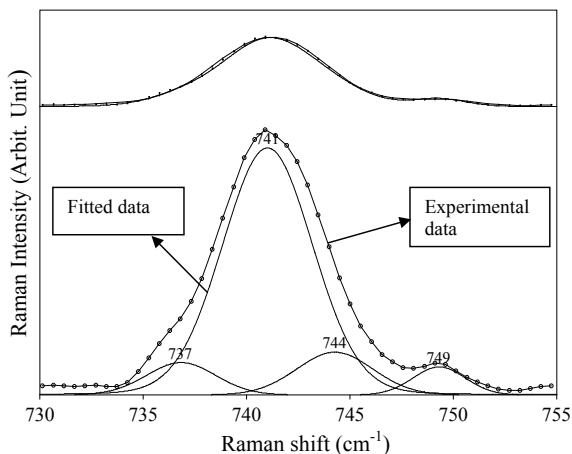 Raman Intensity (Arbit. Unit)
741
Fitted data
Experimental
data
737
744
749
730
735
740
745
750
755
Raman shift (cm⁻¹)